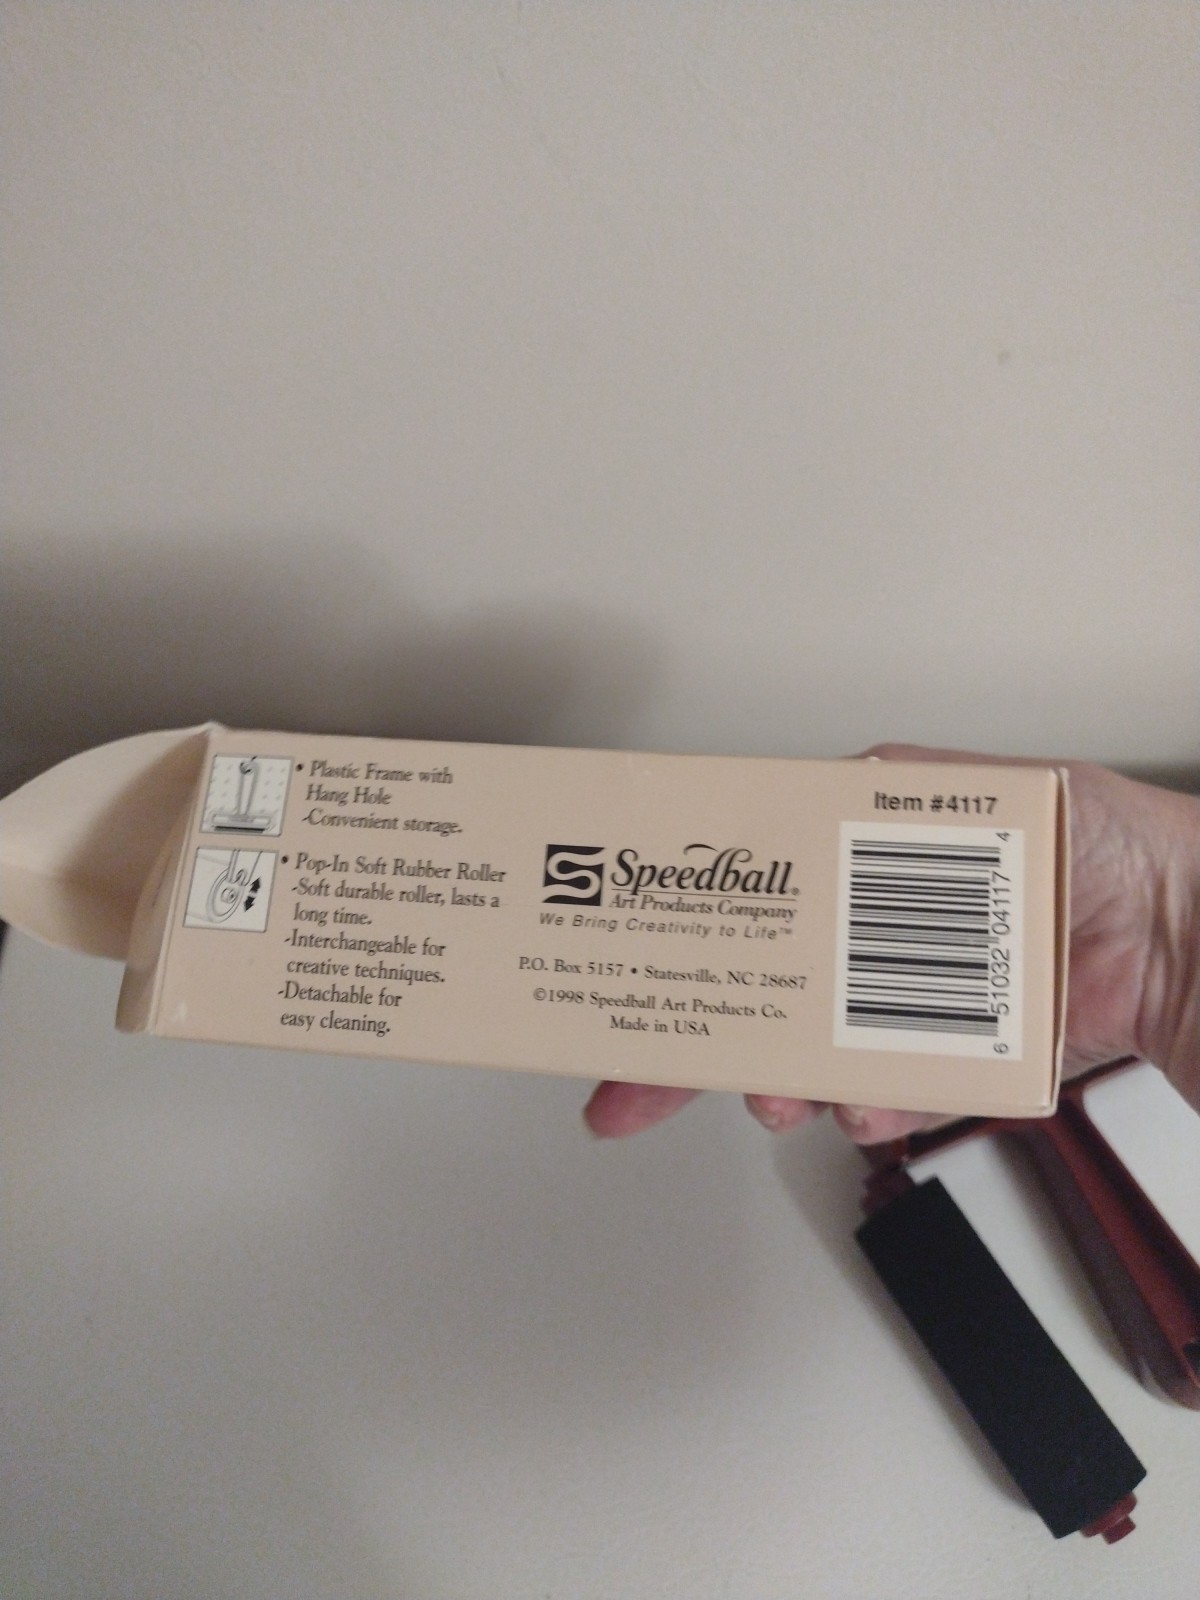 • Plastic Frame with
Hang Hole
-Convenient storage.
• Pop-In Soft Rubber Roller
-Soft durable roller, lasts a
long time.
-Interchangeable for
creative techniques.
-Detachable for
easy cleaning.
Speedball®
Art Products Company
We Bring Creativity to Life™
P.O. Box 5157 • Statesville, NC 28687
©1998 Speedball Art Products Co.
Made in USA
Item #4117
6 51032 04117 4